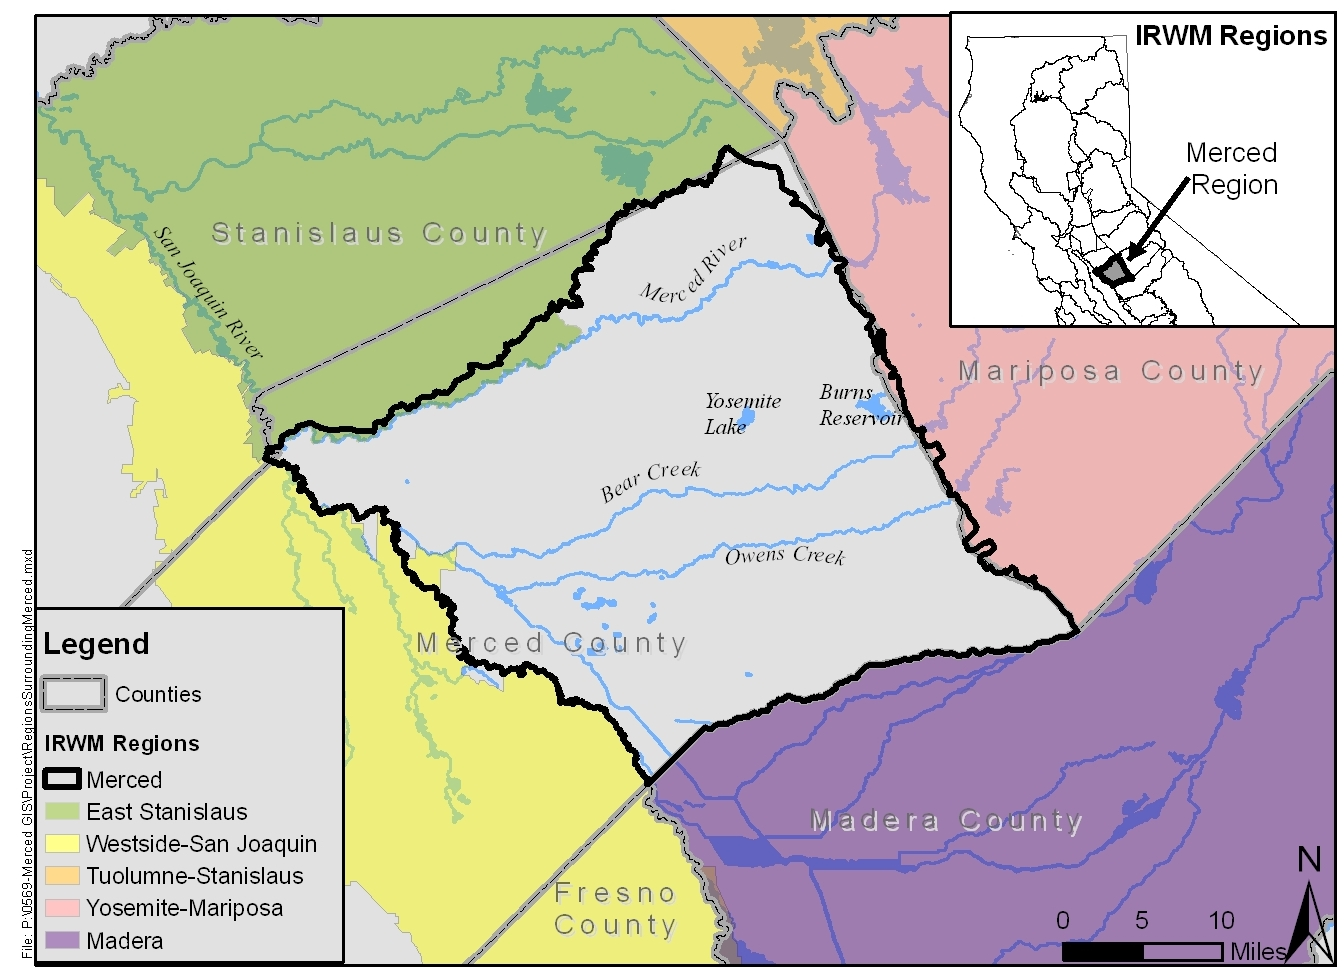 IRWM Regions
Merced
Region
Stanislaus County
San Joaquin River
Merced River
Mariposa County
Yosemite
Lake
Burns
Reservoir
Bear Creek
Owens Creek
Merced County
Madera County
Fresno
County
Legend
Counties
IRWM Regions
Merced
East Stanislaus
Westside-San Joaquin
Tuolumne-Stanislaus
Yosemite-Mariposa
Madera
N
0 5 10
Miles
File: P:\0569-Merced GIS\Project\RegionsSurroundingMerced.mxd